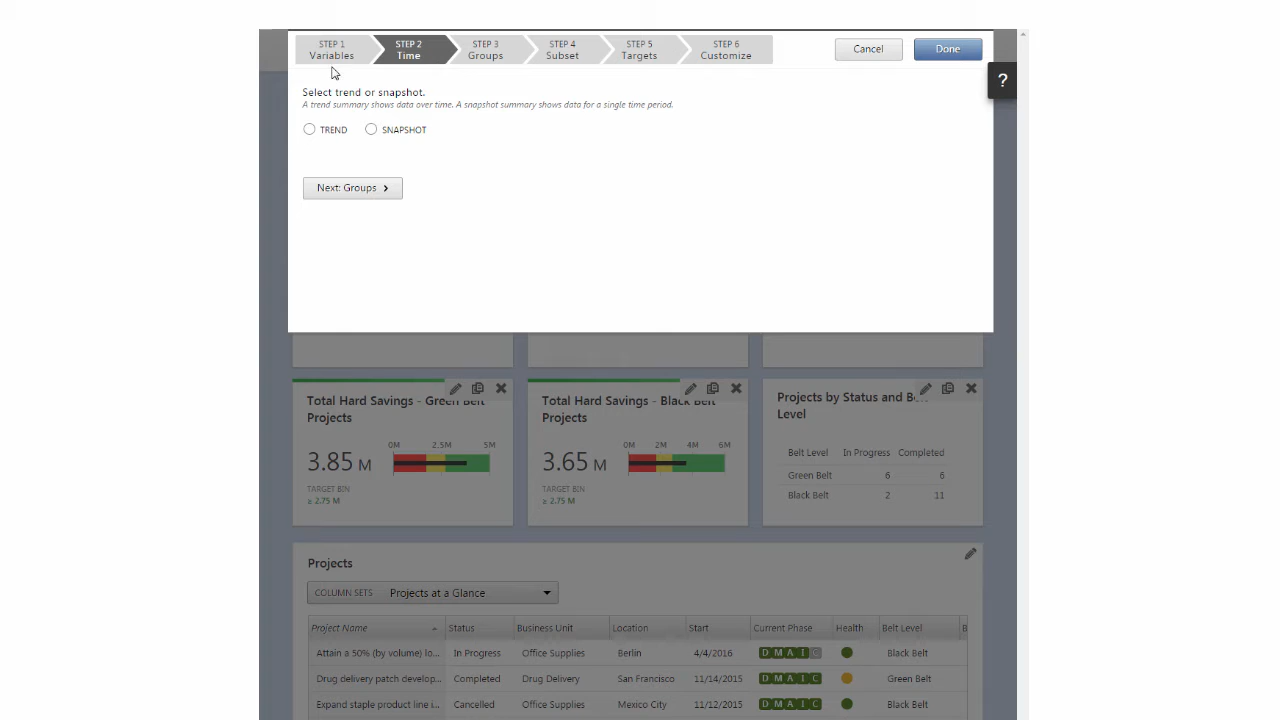 STEP 1
Variables
STEP 2
Time
STEP 3
Groups
STEP 4
Subset
STEP 5
Targets
STEP 6
Customize
Cancel
Done
?
Select trend or snapshot.
A trend summary shows data over time. A snapshot summary shows data for a single time period.
TREND
SNAPSHOT
Next: Groups
Total Hard Savings - Green Belt
Projects
0M 2.5M 5M
3.85 M
TARGET BIN
≥ 2.75 M
Total Hard Savings - Black Belt
Projects
0M 2M 4M 6M
3.65 M
TARGET BIN
≥ 2.75 M
Projects by Status and Belt
Level
Belt Level In Progress Completed
Green Belt 6 6
Black Belt 2 11
Projects
COLUMN SETS Projects at a Glance
Project Name Status Business Unit Location Start Current Phase Health Belt Level B
Attain a 50% (by volume) lo... In Progress Office Supplies Berlin 4/4/2016 D M A I C Black Belt
Drug delivery patch develop... Completed Drug Delivery San Francisco 11/14/2015 D M A I C Green Belt
Expand staple product line i... Cancelled Office Supplies Mexico City 11/12/2015 D M A I C Black Belt